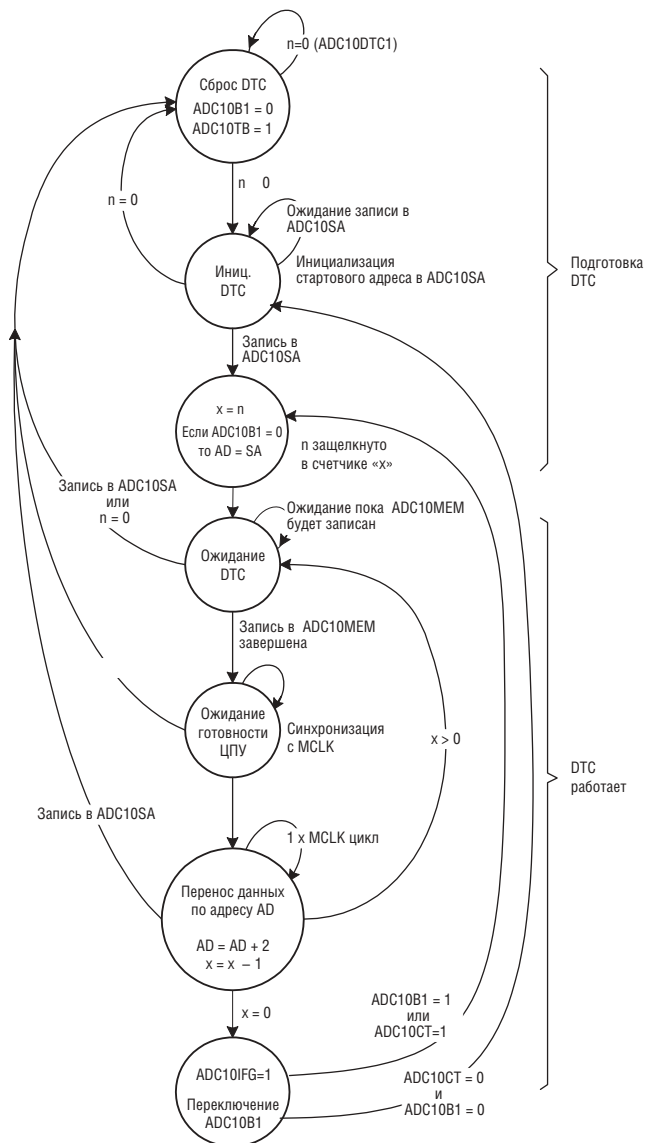 n=0 (ADC10DTC1)
Сброс DTC
ADC10B1 = 0
ADC10TB = 1
n 0
n = 0
Ожидание записи в
ADC10SA
Иниц.
DTC
Инициализация
стартового адреса в ADC10SA
Подготовка
DTC
Запись в
ADC10SA
x = n
Если ADC10B1 = 0
то AD = SA
n защелкнуто
в счетчике «x»
Запись в ADC10SA
или
n = 0
Ожидание пока ADC10MEM
будет записан
Ожидание
DTC
Запись в ADC10MEM
завершена
Ожидание
готовности
ЦПУ
Синхронизация
с MCLK
x > 0
DTC
работает
Запись в ADC10SA
1 x MCLK цикл
Перенос данных
по адресу AD
AD = AD + 2
x = x – 1
x = 0
ADC10B1 = 1
или
ADC10CT=1
ADC10IFG=1
Переключение
ADC10B1
ADC10CT = 0
и
ADC10B1 = 0